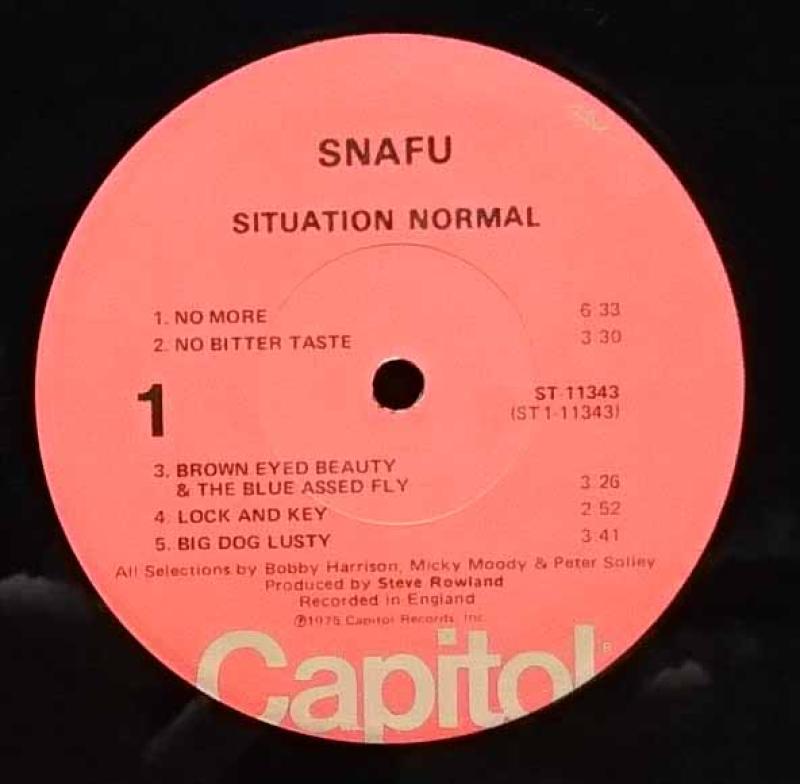 SNAFU
SITUATION NORMAL
1. NO MORE 6 33
2. NO BITTER TASTE 3 30
1
ST-11343
(ST 1-11343)
3. BROWN EYED BEAUTY
& THE BLUE ASSED FLY 3 26
4. LOCK AND KEY 2 52
5. BIG DOG LUSTY 3 41
All Selections by Bobby Harrison, Micky Moody & Peter Solley
Produced by Steve Rowland
Recorded in England
℗1975 Capitol Records, Inc.
Capitol®